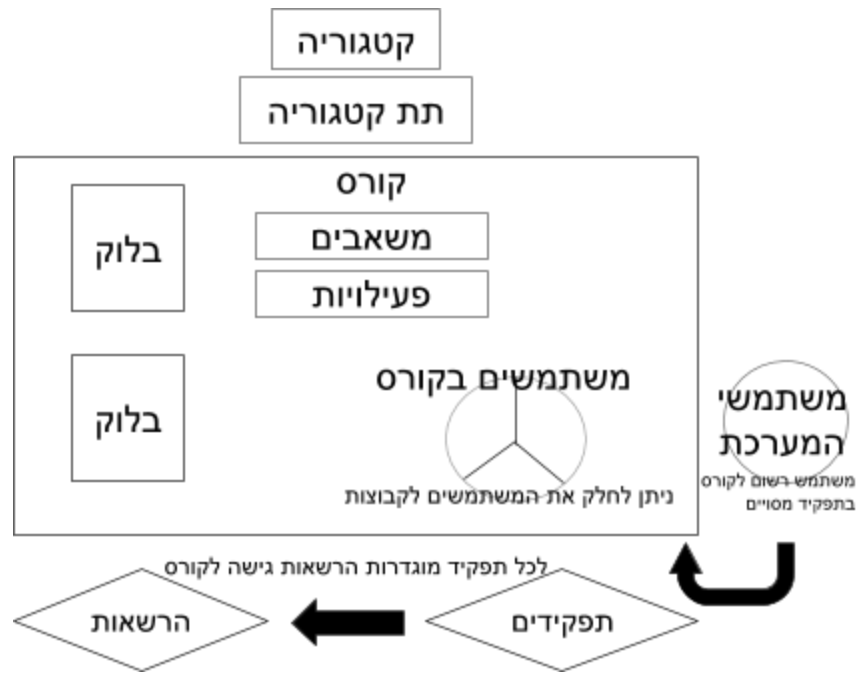 קטגוריה
תת קטגוריה
קורס
משאבים
פעילויות
בלוק
בלוק
משתמשים בקורס
ניתן לחלק את המשתמשים לקבוצות
משתמשי
המערכת
משתמש רשום לקורס
בתפקיד מסויים
לכל תפקיד מוגדרות הרשאות גישה לקורס
תפקידים
הרשאות